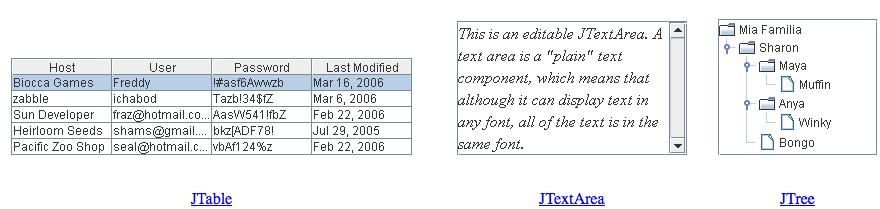 Host User Password Last Modified
Biocca Games Freddy !#asf6Awwzb Mar 16, 2006
zabble ichabod Tazb!34$fZ Mar 6, 2006
Sun Developer fraz@hotmail.co... AasW541!fbZ Feb 22, 2006
Heirloom Seeds shams@gmail.... bkz[ADF78! Jul 29, 2005
Pacific Zoo Shop seal@hotmail.c... vbAf124%z Feb 22, 2006
JTable
This is an editable JTextArea. A
text area is a "plain" text
component, which means that
although it can display text in
any font, all of the text is in the
same font.
JTextArea
Mia Familia
Sharon
Maya
Muffin
Anya
Winky
Bongo
JTree